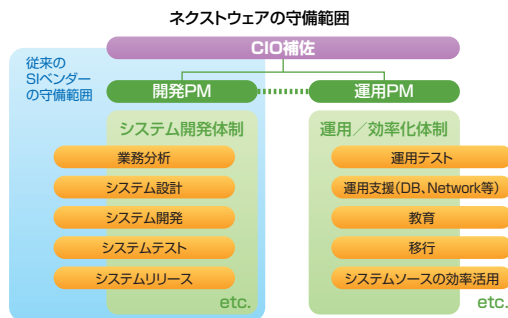 ネクストウェアの守備範囲
CIO補佐
従来の
SIベンダー
の守備範囲
開発PM
運用PM
システム開発体制
業務分析
システム設計
システム開発
システムテスト
システムリリース
etc.
運用／効率化体制
運用テスト
運用支援(DB、Network等)
教育
移行
システムソースの効率活用
etc.